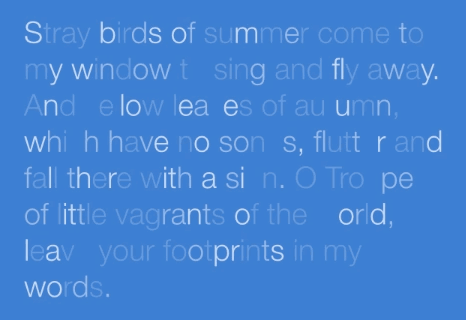 Stray birds of summer come to
my window t sing and fly away.
And e low lea es of au umn,
whi h have no son s, flutt r and
fall there with a si n. O Tro pe
of little vagrants of the orld,
leav your footprints in my
words.